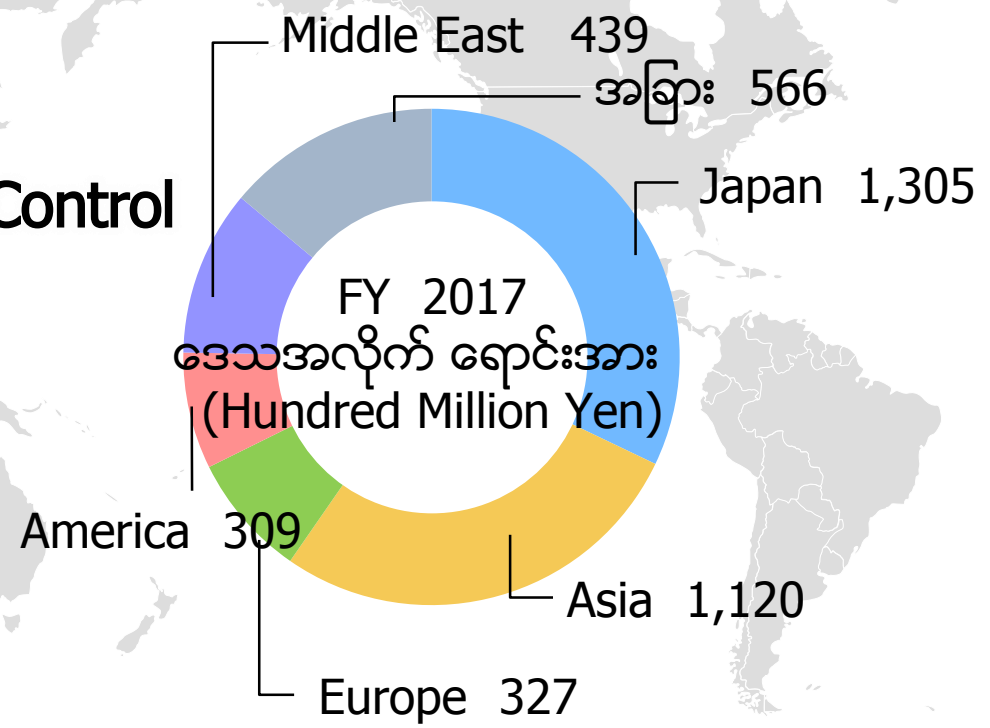 Middle East 439
အခြား 566
Control
Japan 1,305
FY 2017
ဒေသအလိုက် ရောင်းအား
(Hundred Million Yen)
America 309
Asia 1,120
Europe 327